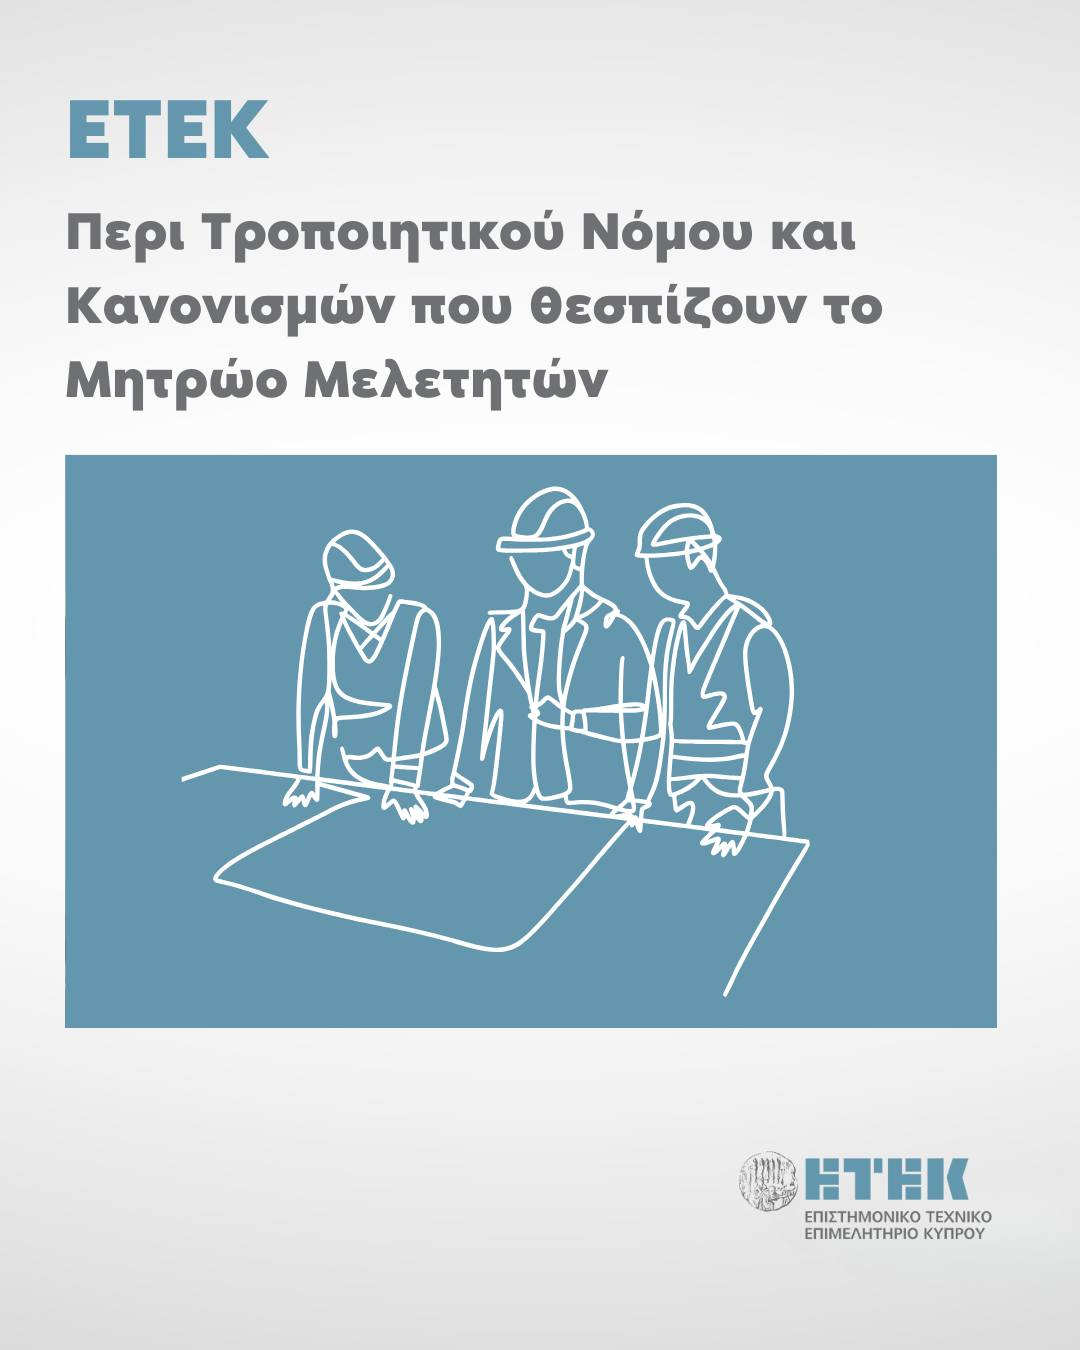 ΕΤΕΚ
Περι Τροποιητικού Νόμου και
Κανονισμών που θεσπίζουν το
Μητρώο Μελετητών
ΕΤΕΚ
ΕΠΙΣΤΗΜΟΝΙΚΟ ΤΕΧΝΙΚΟ
ΕΠΙΜΕΛΗΤΗΡΙΟ ΚΥΠΡΟΥ